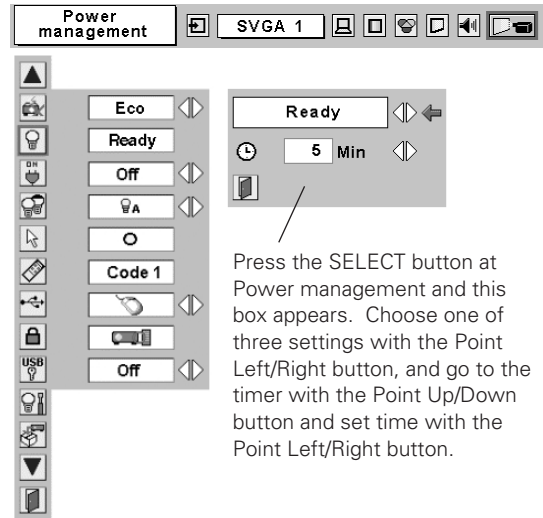 Power
management
SVGA 1
Eco
Ready
ON
Off
A
Code 1
USB
Off
Ready
5 Min
Press the SELECT button at
Power management and this
box appears.  Choose one of
three settings with the Point
Left/Right button, and go to the
timer with the Point Up/Down
button and set time with the
Point Left/Right button.